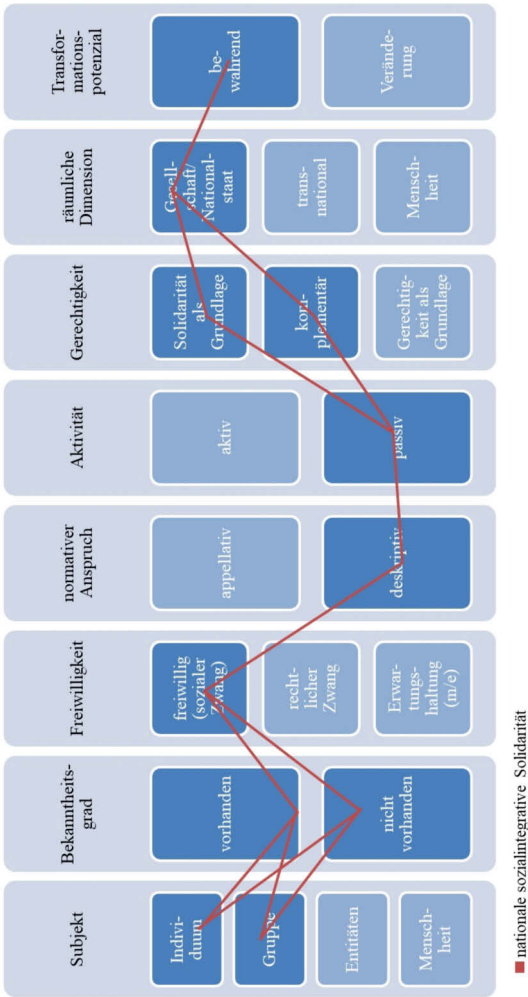 Subjekt
Indivi-
duum
Gruppe
Entitäten
Mensch-
heit
Bekanntheits-
grad
vorhanden
nicht
vorhanden
Freiwilligkeit
freiwillig
(sozialer
Zwang)
recht-
licher
Zwang
Erwar-
tungs-
haltung
(m/e)
normativer
Anspruch
appellativ
deskriptiv
Aktivität
aktiv
passiv
Gerechtigkeit
Solidarität
als
Grundlage
kom-
plementär
Gerechtig-
keit als
Grundlage
räumliche
Dimension
Gesell-
schaft/
National-
staat
trans-
national
Mensch-
heit
Transfor-
mations-
potenzial
be-
wahrend
Verände-
rung
nationale sozialintegrative Solidarität